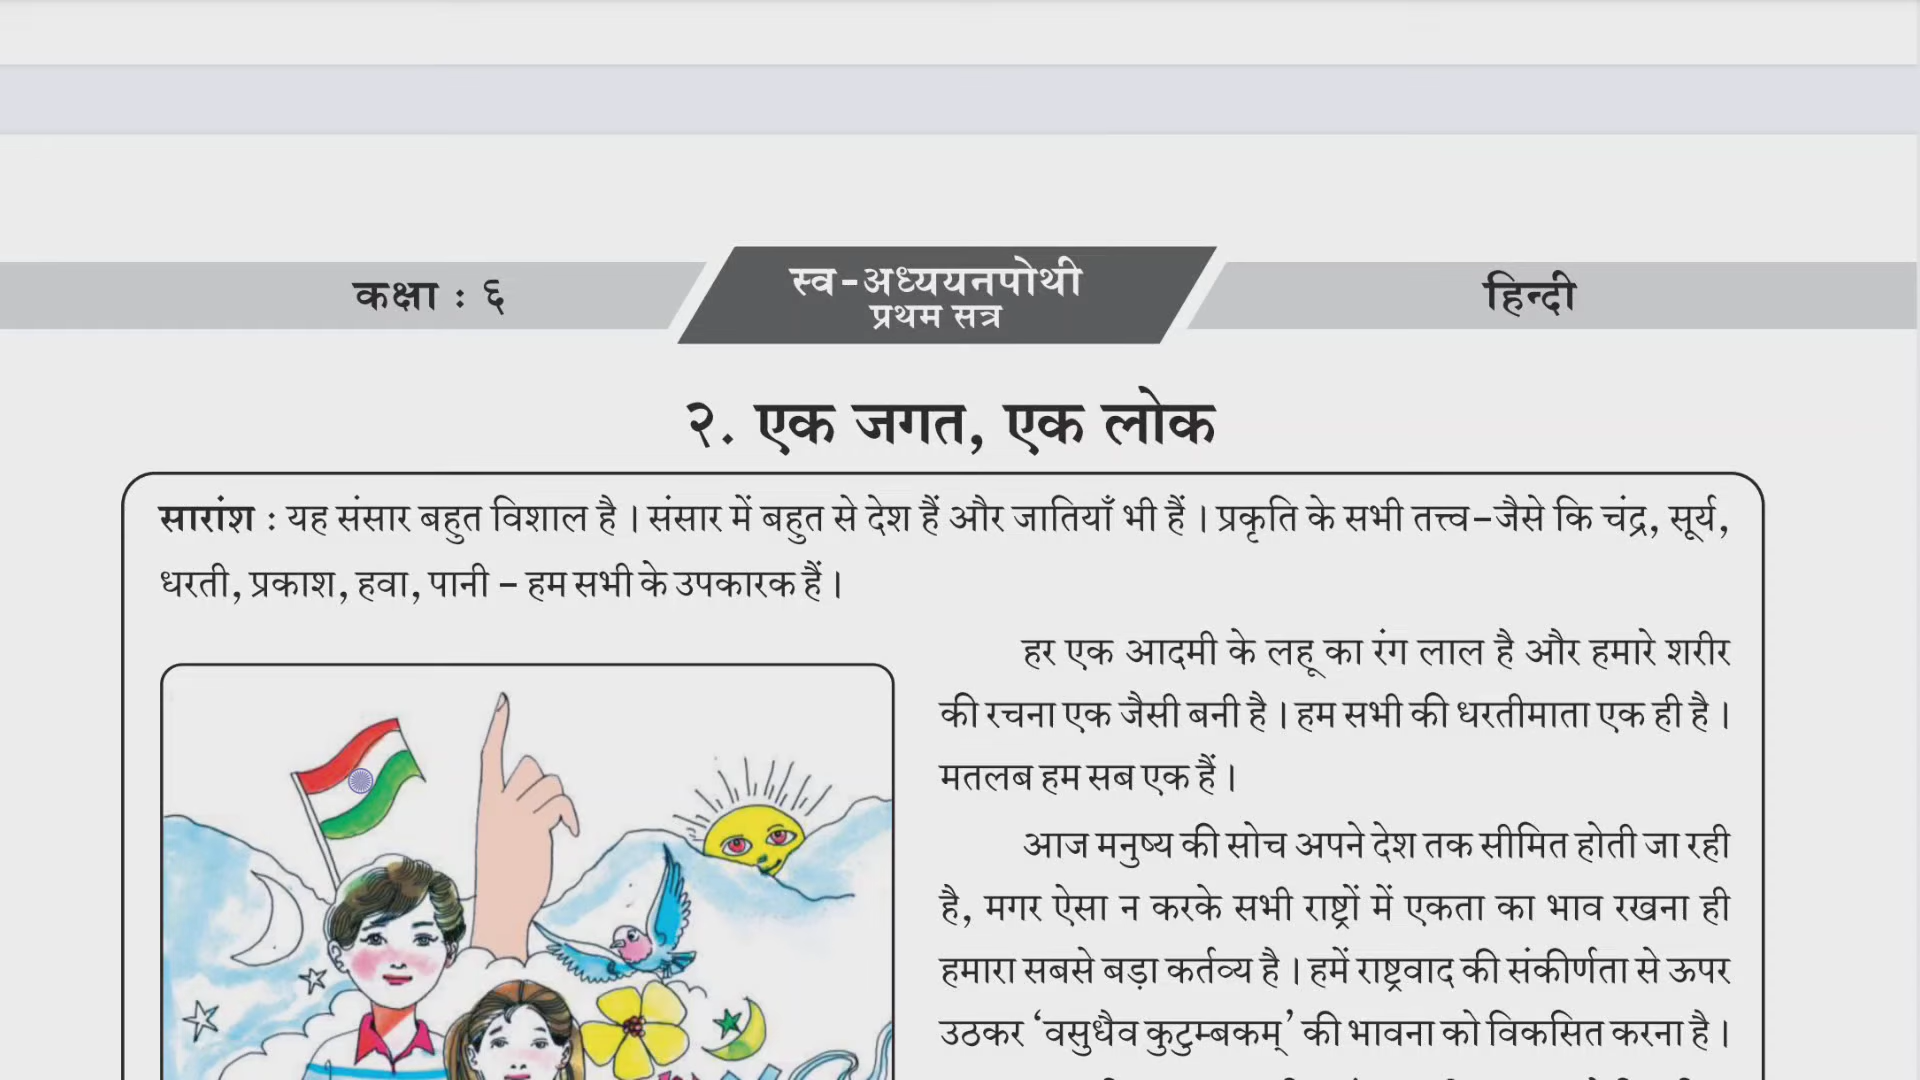 कक्षा : ६
स्व-अध्ययनपोथी
प्रथम सत्र
हिन्दी
२. एक जगत, एक लोक
सारांश : यह संसार बहुत विशाल है । संसार में बहुत से देश हैं और जातियाँ भी हैं । प्रकृति के सभी तत्त्व-जैसे कि चंद्र, सूर्य,
धरती, प्रकाश, हवा, पानी – हम सभी के उपकारक हैं ।
हर एक आदमी के लहू का रंग लाल है और हमारे शरीर
की रचना एक जैसी बनी है । हम सभी की धरतीमाता एक ही है ।
मतलब हम सब एक हैं ।
आज मनुष्य की सोच अपने देश तक सीमित होती जा रही
है, मगर ऐसा न करके सभी राष्ट्रों में एकता का भाव रखना ही
हमारा सबसे बड़ा कर्तव्य है । हमें राष्ट्रवाद की संकीर्णता से ऊपर
उठकर ‘वसुधैव कुटुम्बकम्’ की भावना को विकसित करना है ।